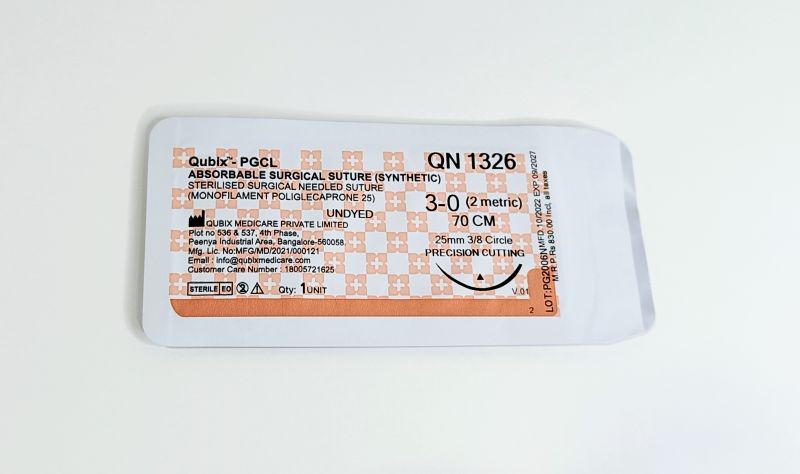 Qubix™- PGCL
ABSORBABLE SURGICAL SUTURE (SYNTHETIC)
STERILISED SURGICAL NEEDLED SUTURE
(MONOFILAMENT POLIGLECAPRONE 25)
UNDYED
QUBIX MEDICARE PRIVATE LIMITED
Plot no 536 & 537, 4th Phase,
Peenya Industrial Area, Bangalore-560058.
Mfg. Lic. No:MFG/MD/2021/000121
Email : info@qubixmedicare.com
Customer Care Number : 18005721625
STERILE EO 2 Qty: 1 UNIT
QN 1326
3-0 (2 metric)
70 CM
25mm 3/8 Circle
PRECISION CUTTING
V.01
2
LOT:PG2006N MFD.10/2022 EXP.09/2027
M.R.P.Rs 830.00 Incl. all taxes